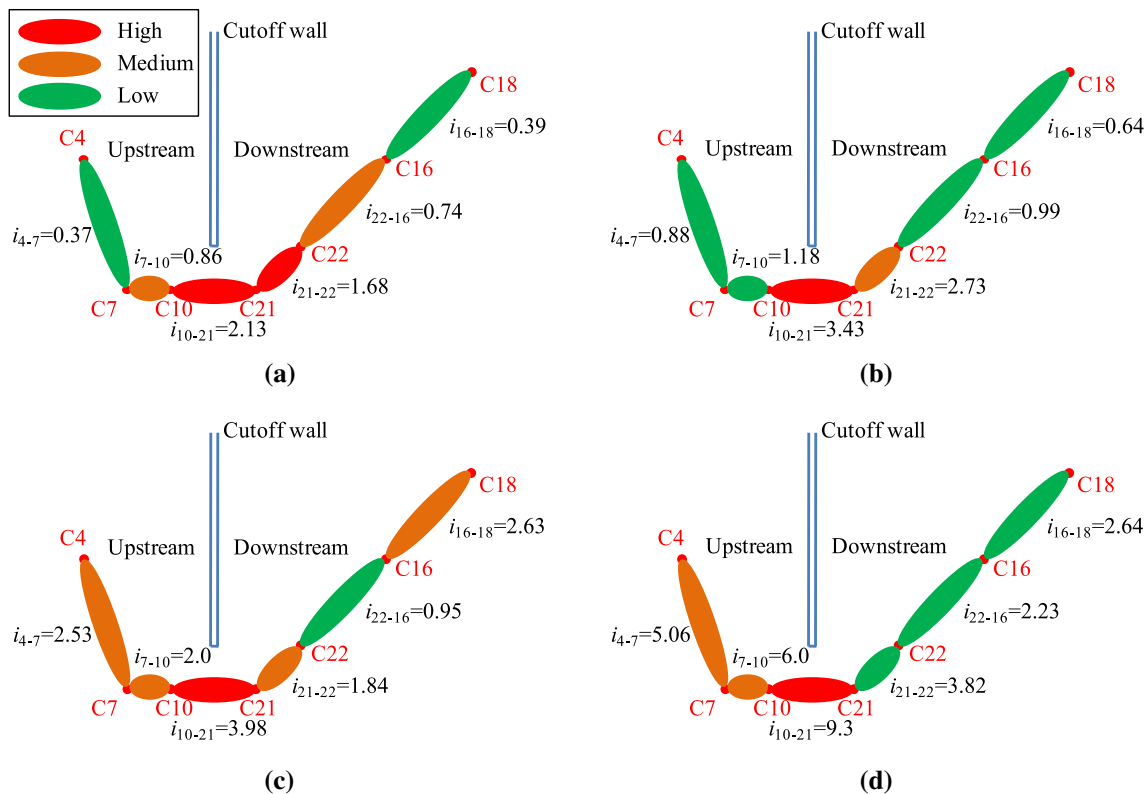 High
Medium
Low
Cutoff wall
C18
i16-18=0.39
C4
Upstream
Downstream
C16
i22-16=0.74
i4-7=0.37
i7-10=0.86
C22
i21-22=1.68
C7
C10
C21
i10-21=2.13
(a)
Cutoff wall
C18
i16-18=0.64
C4
Upstream
Downstream
C16
i22-16=0.99
i4-7=0.88
i7-10=1.18
C22
i21-22=2.73
C7
C10
C21
i10-21=3.43
(b)
Cutoff wall
C18
i16-18=2.63
C4
Upstream
Downstream
C16
i22-16=0.95
i4-7=2.53
i7-10=2.0
C22
i21-22=1.84
C7
C10
C21
i10-21=3.98
(c)
Cutoff wall
C18
i16-18=2.64
C4
Upstream
Downstream
C16
i22-16=2.23
i4-7=5.06
i7-10=6.0
C22
i21-22=3.82
C7
C10
C21
i10-21=9.3
(d)